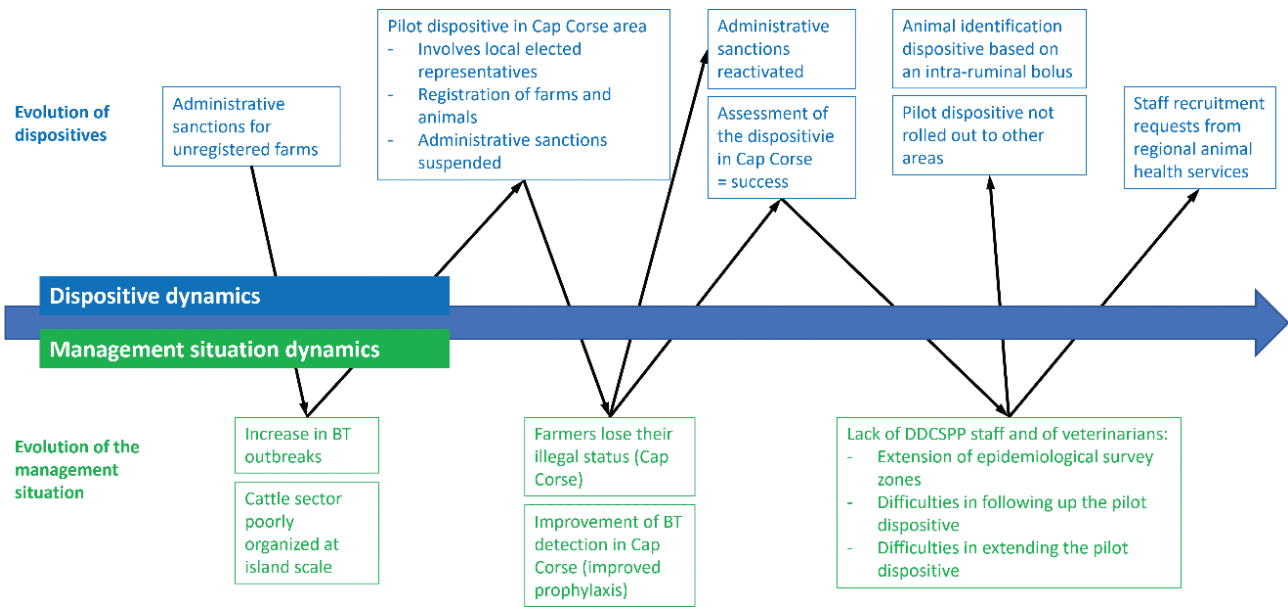 Evolution of
dispositives
Administrative
sanctions for
unregistered farms
Pilot dispositive in Cap Corse area
- Involves local elected
representatives
- Registration of farms and
animals
- Administrative sanctions
suspended
Administrative
sanctions
reactivated
Assessment of
the dispositivie
in Cap Corse
= success
Animal identification
dispositive based on
an intra-ruminal bolus
Pilot dispositive not
rolled out to other
areas
Staff recruitment
requests from
regional animal
health services
Dispositive dynamics
Management situation dynamics
Evolution of the
management
situation
Increase in BT
outbreaks
Cattle sector
poorly
organized at
island scale
Farmers lose their
illegal status (Cap
Corse)
Improvement of BT
detection in Cap
Corse (improved
prophylaxis)
Lack of DDCSPP staff and of veterinarians:
- Extension of epidemiological survey
zones
- Difficulties in following up the pilot
dispositive
- Difficulties in extending the pilot
dispositive